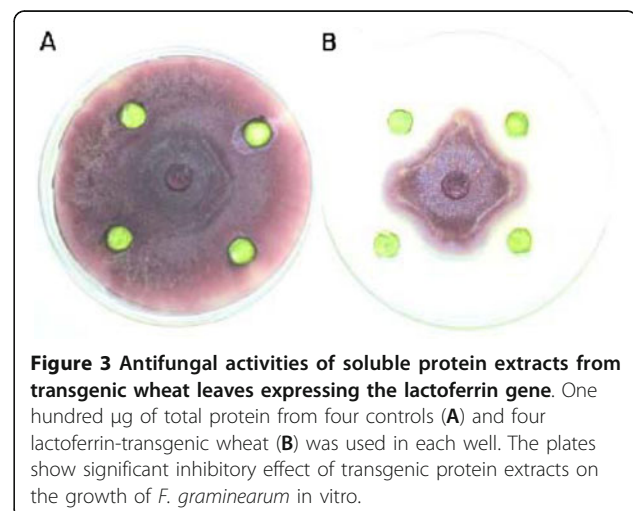 A B
Figure 3 Antifungal activities of soluble protein extracts from
transgenic wheat leaves expressing the lactoferrin gene. One
hundred μg of total protein from four controls (A) and four
lactoferrin-transgenic wheat (B) was used in each well. The plates
show significant inhibitory effect of transgenic protein extracts on
the growth of F. graminearum in vitro.